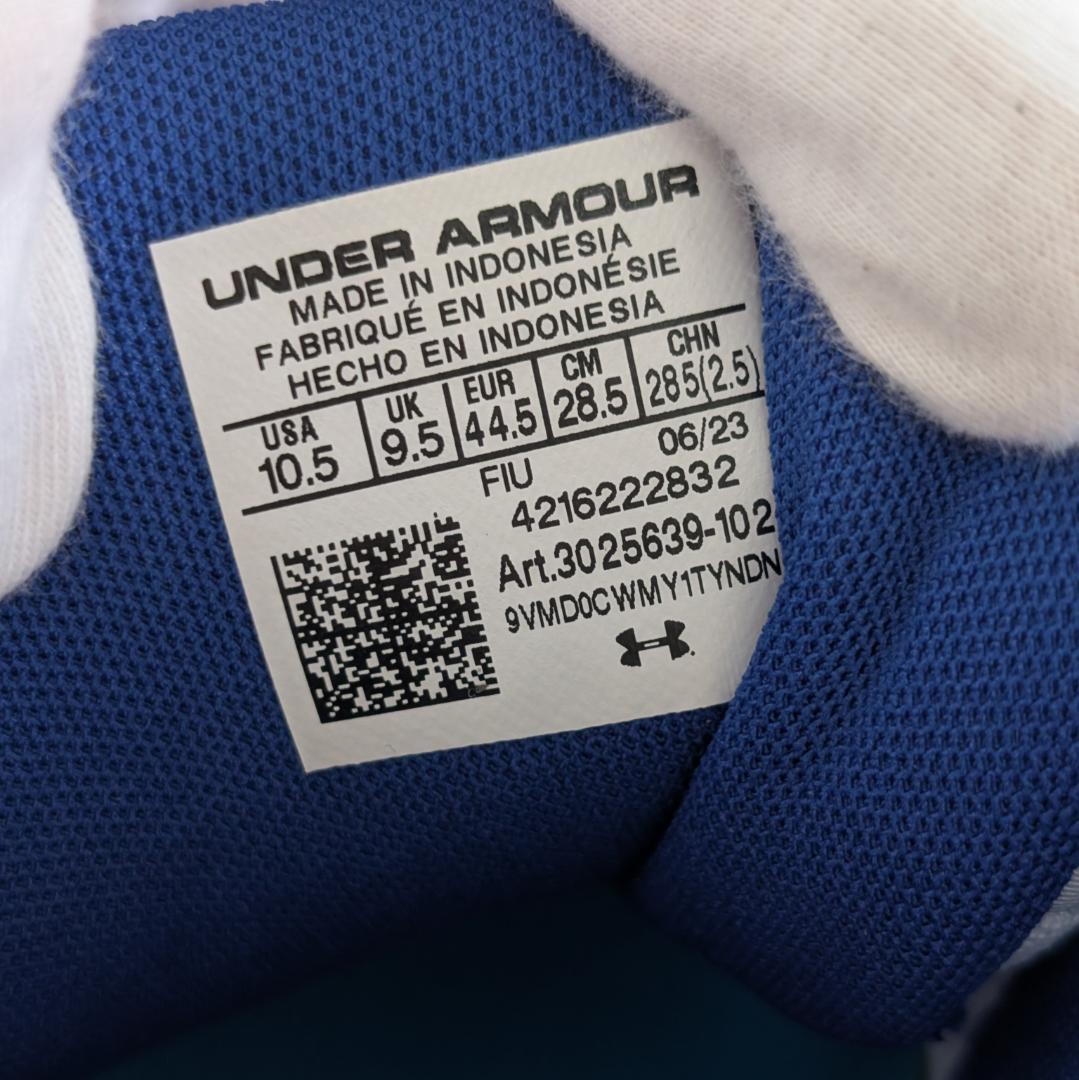 UNDER ARMOUR
MADE IN INDONESIA
FABRIQUÉ EN INDONÉSIE
HECHO EN INDONESIA
USA UK EUR CM CHN
10.5 9.5 44.5 28.5 285(2.5)
FIU 06/23
4216222832
Art.3025639-102
9VMD0CWMY1TYNDN